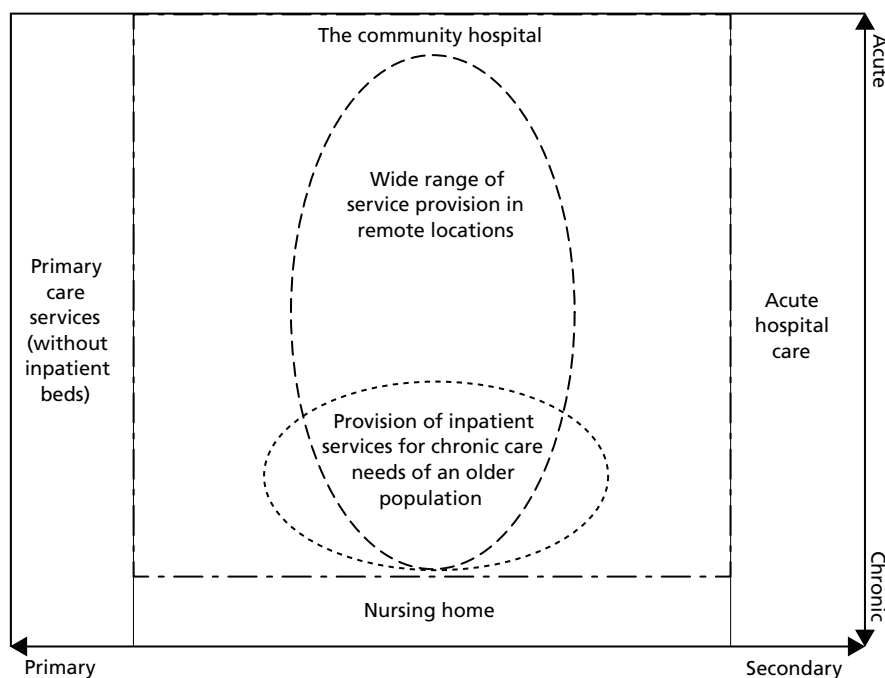 The community hospital
Acute
Wide range of
service provision in
remote locations
Primary
care
services
(without
inpatient
beds)
Acute
hospital
care
Provision of inpatient
services for chronic care
needs of an older
population
Chronic
Nursing home
Primary
Secondary